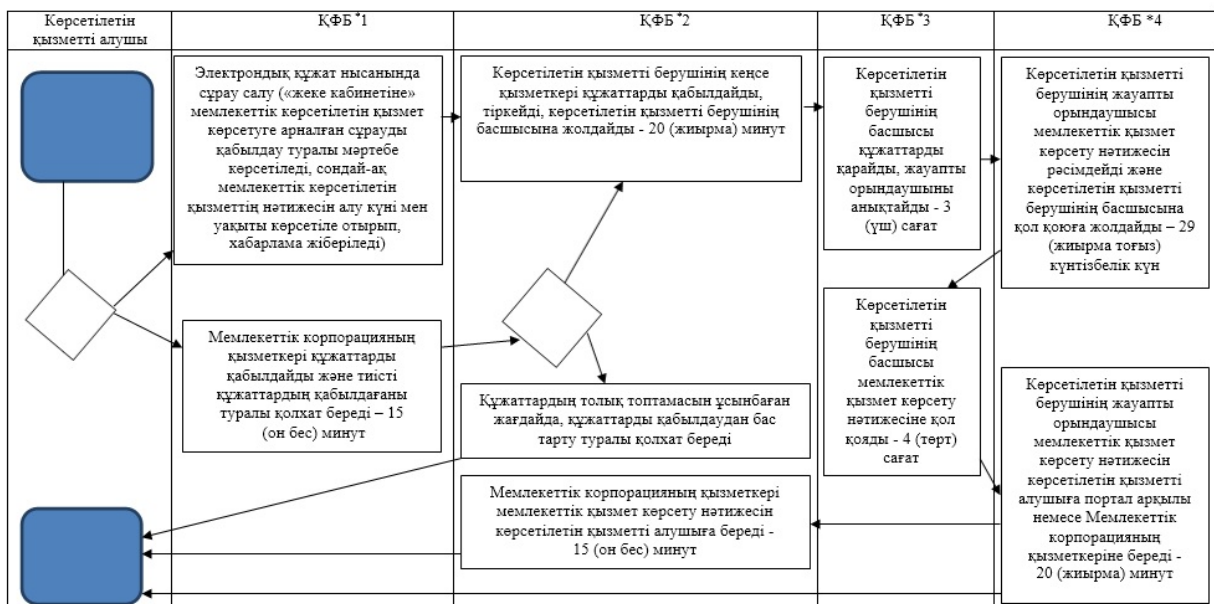 Көрсетілетін
қызметті алушы
ҚФБ *1
ҚФБ *2
ҚФБ *3
ҚФБ *4
Электрондық құжат нысанында
сұрау салу («жеке кабинетіне»
мемлекеттік көрсетілетін қызмет
көрсетуге арналған сұрауды
қабылдау туралы мәртебе
көрсетіледі, сондай-ақ
мемлекеттік көрсетілетін
қызметтің нәтижесін алу күні мен
уақыты көрсетіле отырып,
хабарлама жіберіледі)
Мемлекеттік корпорацияның
қызметкері құжаттарды
қабылдайды және тиісті
құжаттардың қабылдағаны
туралы қолхат береді – 15
(он бес) минут
Көрсетілетін қызметті берушінің кеңсе
қызметкері құжаттарды қабылдайды,
тіркейді, көрсетілетін қызметті берушінің
басшысына жолдайды - 20 (жиырма) минут
Құжаттардың толық топтамасын ұсынбаған
жағдайда, құжаттарды қабылдаудан бас
тарту туралы қолхат береді
Мемлекеттік корпорацияның қызметкері
мемлекеттік қызмет көрсету нәтижесін
көрсетілетін қызметті алушыға береді -
15 (он бес) минут
Көрсетілетін
қызметті
берушінің
басшысы
құжаттарды
қарайды, жауапты
орындаушыны
анықтайды - 3
(үш) сағат
Көрсетілетін
қызметті
берушінің
басшысы
мемлекеттік
қызмет көрсету
нәтижесіне қол
қояды - 4 (төрт)
сағат
Көрсетілетін қызметті
берушінің жауапты
орындаушысы
мемлекеттік қызмет
көрсету нәтижесін
рәсімдейді және
көрсетілетін қызметті
берушінің басшысына
қол қоюға жолдайды – 29
(жиырма тоғыз)
күнтізбелік күн
Көрсетілетін қызметті
берушінің жауапты
орындаушысы
мемлекеттік қызмет
көрсету нәтижесін
көрсетілетін қызметті
алушыға портал арқылы
немесе Мемлекеттік
корпорацияның
қызметкеріне береді -
20 (жиырма) минут